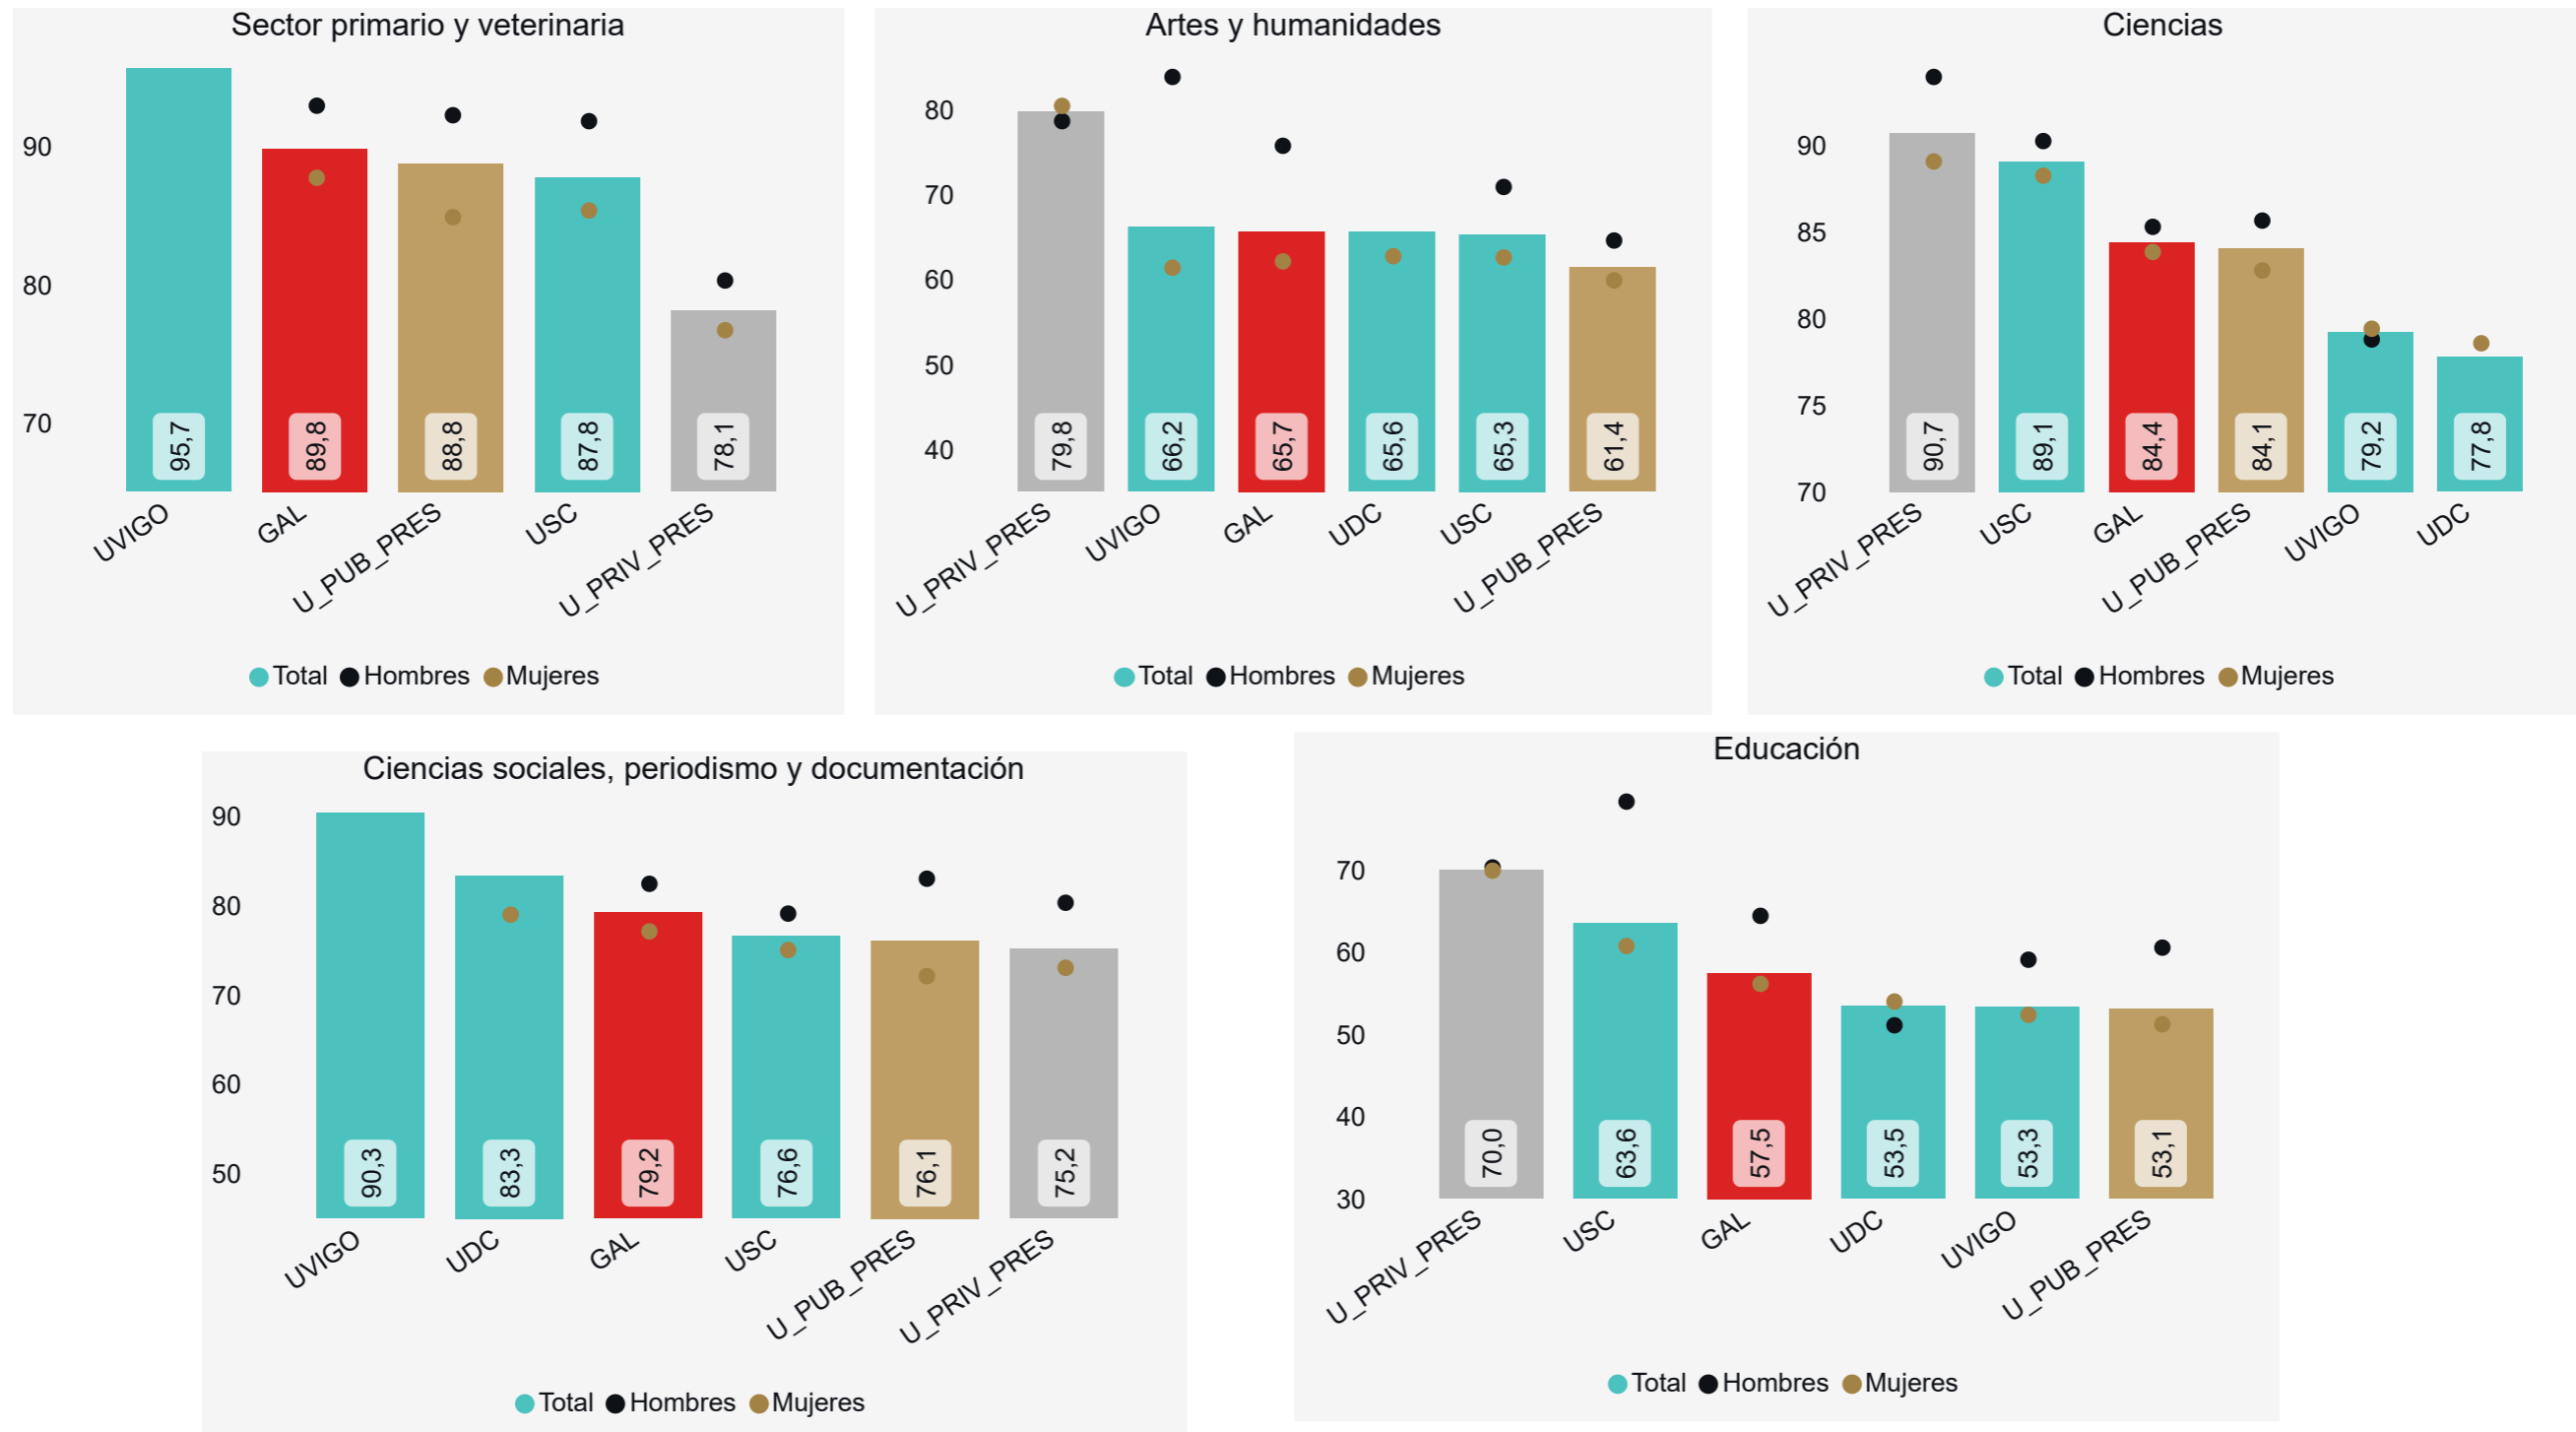 Sector primario y veterinaria
90
80
70
95,7
89,8
88,8
87,8
78,1
UVIGO
GAL
U_PUB_PRES
USC
U_PRIV_PRES
Total Hombres Mujeres
Artes y humanidades
80
70
60
50
40
79,8
66,2
65,7
65,6
65,3
61,4
U_PRIV_PRES
UVIGO
GAL
UDC
USC
U_PUB_PRES
Total Hombres Mujeres
Ciencias
90
85
80
75
70
90,7
89,1
84,4
84,1
79,2
77,8
U_PRIV_PRES
USC
GAL
U_PUB_PRES
UVIGO
UDC
Total Hombres Mujeres
Ciencias sociales, periodismo y documentación
90
80
70
60
50
90,3
83,3
79,2
76,6
76,1
75,2
UVIGO
UDC
GAL
USC
U_PUB_PRES
U_PRIV_PRES
Total Hombres Mujeres
Educación
70
60
50
40
30
70,0
63,6
57,5
53,5
53,3
53,1
U_PRIV_PRES
USC
GAL
UDC
UVIGO
U_PUB_PRES
Total Hombres Mujeres